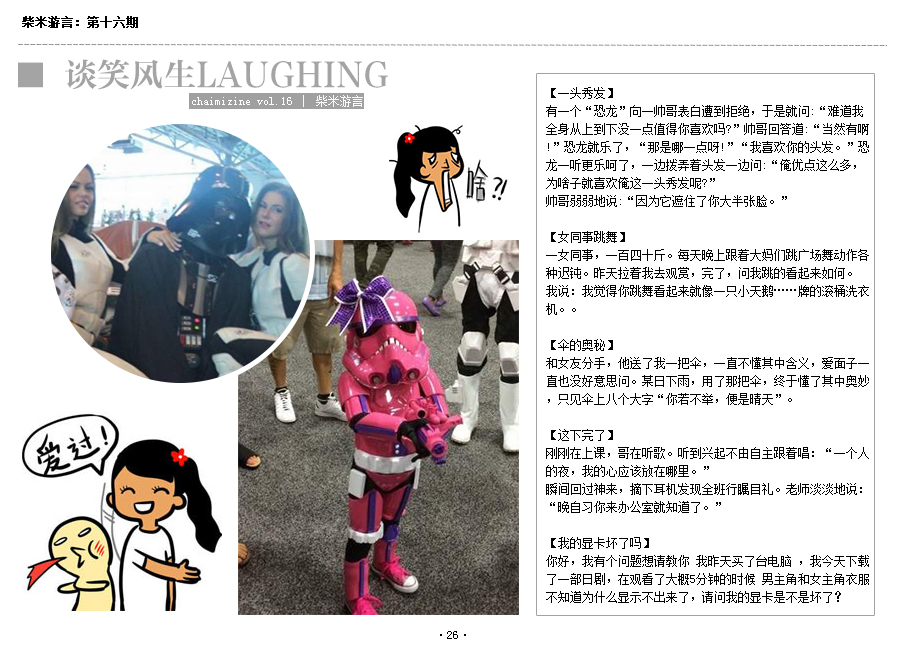 柴米游言：第十六期
谈笑风生LAUGHING
chaimizine vol.16 | 柴米游言
啥?!
爱过!
【一头秀发】
有一个“恐龙”向一帅哥表白遭到拒绝，于是就问:“难道我
全身从上到下没一点值得你喜欢吗?”帅哥回答道:“当然有啊
!”恐龙就乐了，“那是哪一点呀!”“我喜欢你的头发。”恐
龙一听更乐呵了，一边拨弄着头发一边问:“俺优点这么多，
为啥子就喜欢俺这一头秀发呢?”
帅哥弱弱地说:“因为它遮住了你大半张脸。”
【女同事跳舞】
一女同事，一百四十斤。每天晚上跟着大妈们跳广场舞动作各
种迟钝。昨天拉着我去观赏，完了，问我跳的看起来如何。
我说：我觉得你跳舞看起来就像一只小天鹅……牌的滚桶洗衣
机。。
【伞的奥秘】
和女友分手，他送了我一把伞，一直不懂其中含义，爱面子一
直也没好意思问。某日下雨，用了那把伞，终于懂了其中奥妙
，只见伞上八个大字“你若不举，便是晴天”。
【这下完了】
刚刚在上课，哥在听歌。听到兴起不由自主跟着唱：“一个人
的夜，我的心应该放在哪里。”
瞬间回过神来，摘下耳机发现全班行瞩目礼。老师淡淡地说：
“晚自习你来办公室就知道了。”
【我的显卡坏了吗】
你好，我有个问题想请教你 我昨天买了台电脑 ，我今天下载
了一部日剧，在观看了大概5分钟的时候 男主角和女主角衣服
不知道为什么显示不出来了，请问我的显卡是不是坏了?
·26·